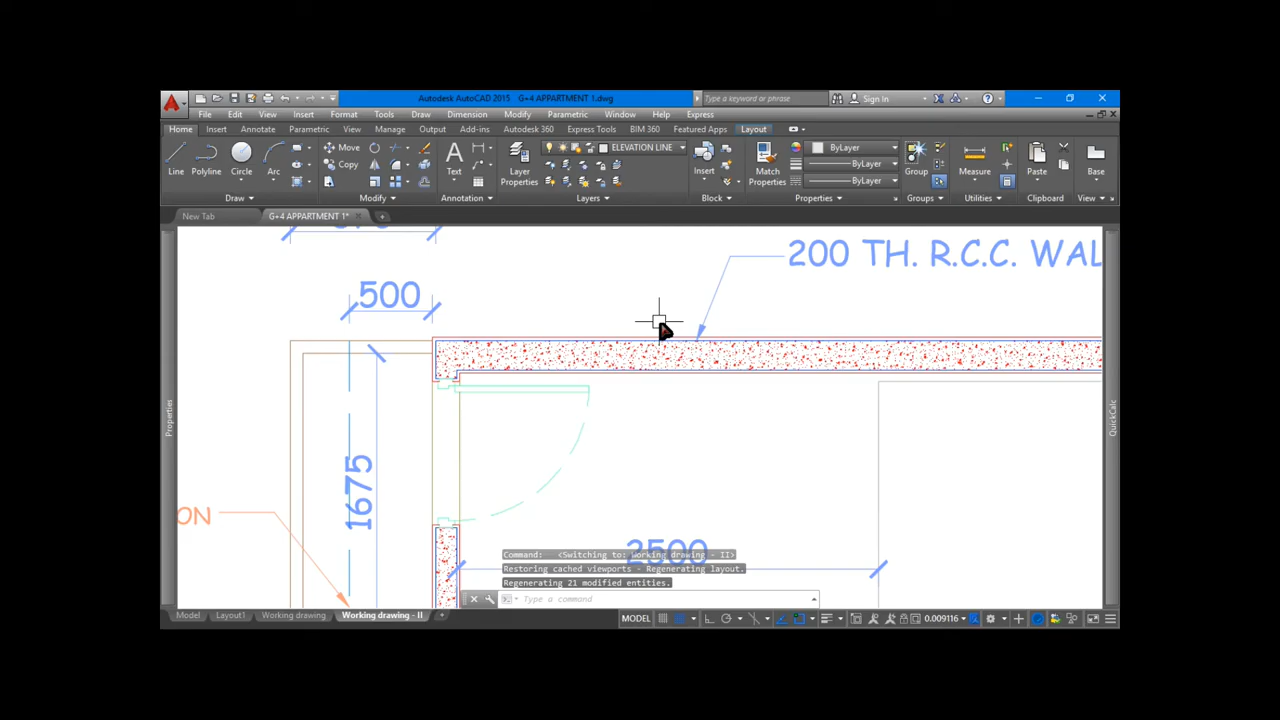 Autodesk AutoCAD 2015 G+4 APPARTMENT 1.dwg
Type a keyword or phrase
Sign In
File Edit View Insert Format Tools Draw Dimension Modify Parametric Window Help Express
Home Insert Annotate Parametric View Manage Output Add-ins Autodesk 360 Express Tools BIM 360 Featured Apps Layout
Line Polyline Circle Arc
Move
Copy
Text
Layer Properties
ELEVATION LINE
Insert
Match Properties
ByLayer
ByLayer
ByLayer
Group
Measure
Paste
Base
Draw Modify Annotation Layers Block Properties Groups Utilities Clipboard View
New Tab G+4 APPARTMENT 1*
200 TH. R.C.C. WAL
500
1675
ON
2500
Properties
QuickCalc
Command: <Switching to: Working drawing - II>
Restoring cached viewports - Regenerating layout.
Regenerating 21 modified entities.
Type a command
Model Layout1 Working drawing Working drawing - II
MODEL
0.009116